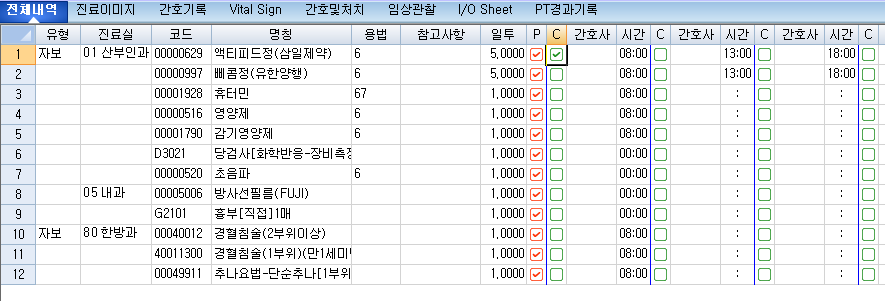 전체내역 진료이미지 간호기록 Vital Sign 간호및처치 임상관찰 I/O Sheet PT경과기록
유형 진료실 코드 명칭 용법 참고사항 일투 P C 간호사 시간 C 간호사 시간 C 간호사 시간 C
1 자보 01 산부인과 00000629 액티피드정(삼일제약) 6 5,0000 08:00 13:00 18:00
2 00000997 삐콤정(유한양행) 6 5,0000 08:00 13:00 18:00
3 00001928 휴터민 67 1,0000 08:00 : :
4 00000516 영양제 6 1,0000 08:00 : :
5 00001790 감기영양제 6 1,0000 08:00 : :
6 D3021 당검사[화학반응-장비측정 1,0000 00:00 : :
7 00000520 초음파 6 1,0000 08:00 : :
8 05 내과 00005006 방사선필름(FUJI) 1,0000 00:00 : :
9 G2101 흉부[직접]1매 1,0000 00:00 : :
10 자보 80 한방과 00040012 경혈침술(2부위이상) 1,0000 08:00 : :
11 40011300 경혈침술(1부위)(만1세미만 1,0000 08:00 : :
12 00049911 추나요법-단순추나[1부위 1,0000 08:00 : :